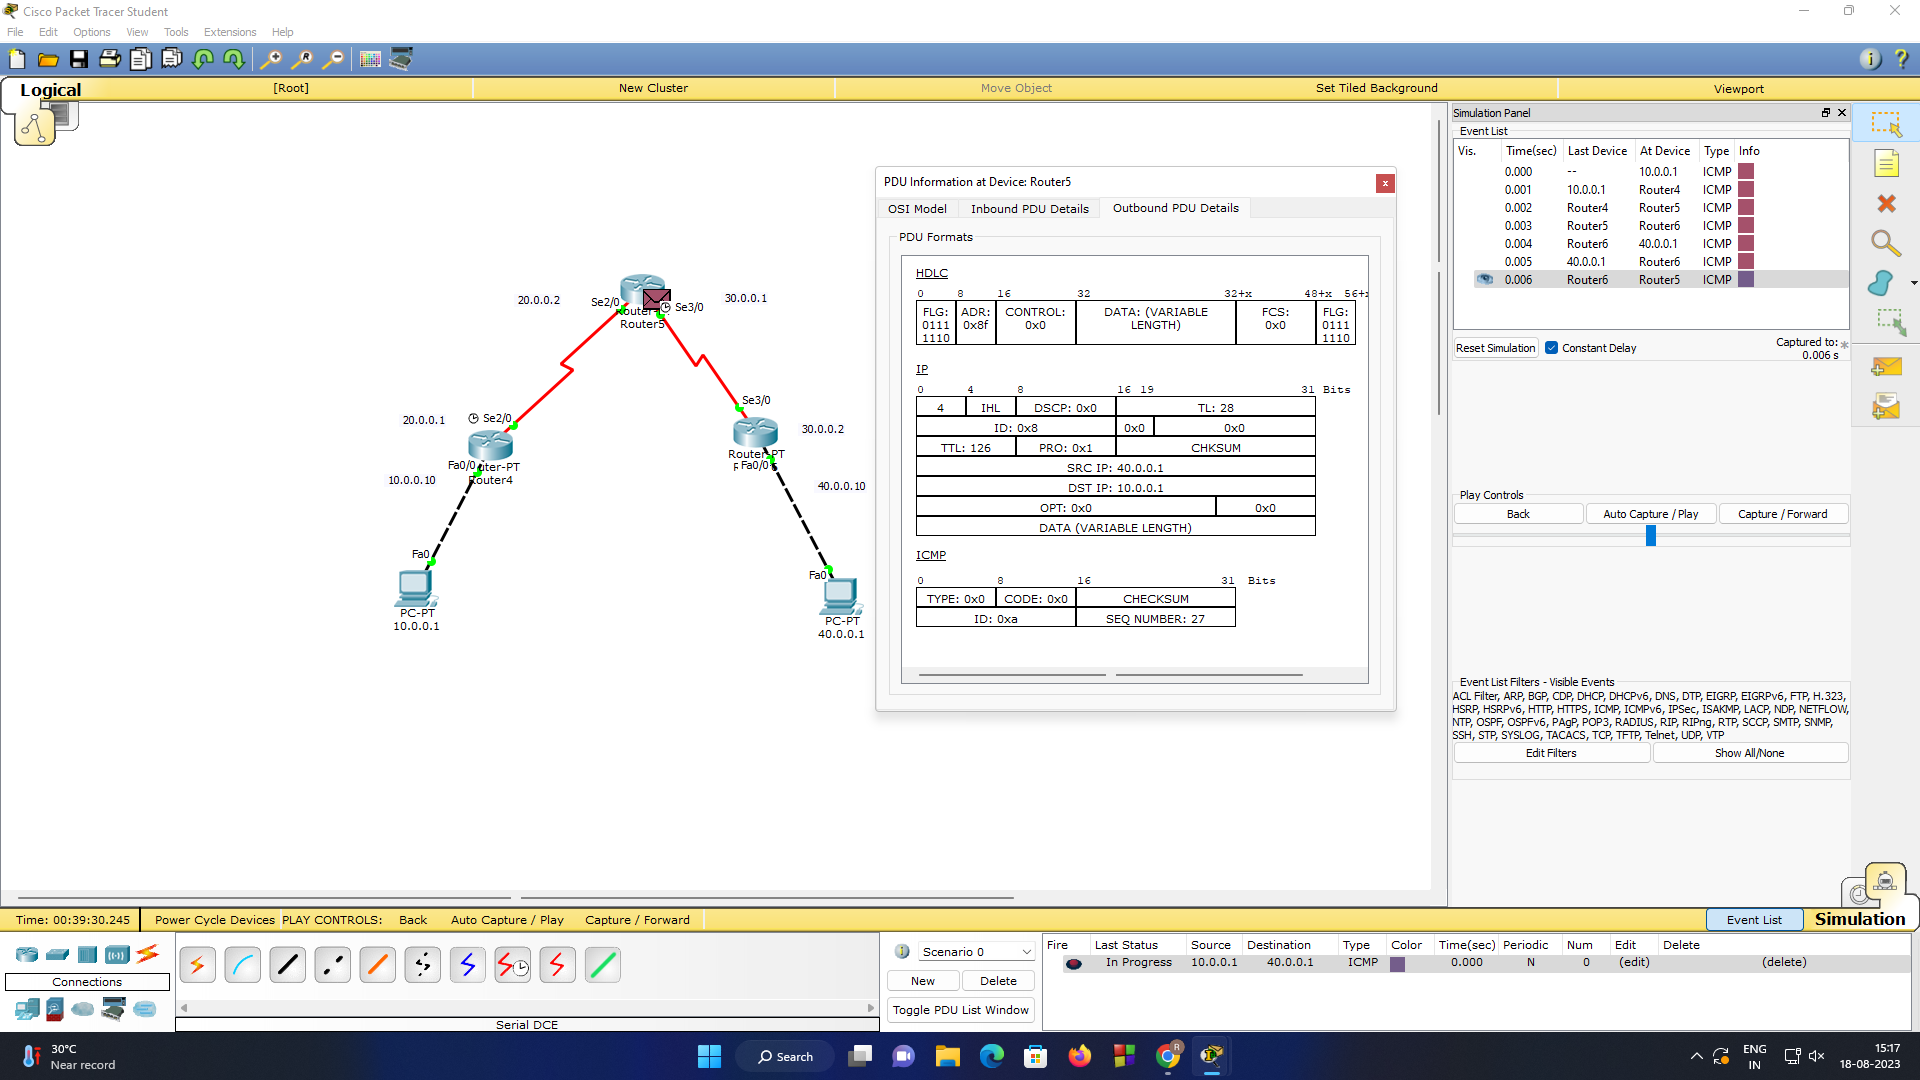 Cisco Packet Tracer Student
File Edit Options View Tools Extensions Help
Logical [Root] New Cluster Move Object Set Tiled Background Viewport
20.0.0.2 Se2/0 Se3/0 30.0.0.1
Router5
Se3/0
20.0.0.1 Se2/0
30.0.0.2
Router-PT
Fa0/0 uter-PT
Fa0/0
10.0.0.10 Router4
40.0.0.10
Fa0
Fa0
PC-PT
10.0.0.1
PC-PT
40.0.0.1
PDU Information at Device: Router5
OSI Model Inbound PDU Details Outbound PDU Details
PDU Formats
HDLC
0 8 16 32 32+x 48+x 56+x
FLG: 0111 1110 ADR: 0x8f CONTROL: 0x0 DATA: (VARIABLE LENGTH) FCS: 0x0 FLG: 0111 1110
IP
0 4 8 16 19 31 Bits
4 IHL DSCP: 0x0 TL: 28
ID: 0x8 0x0 0x0
TTL: 126 PRO: 0x1 CHKSUM
SRC IP: 40.0.0.1
DST IP: 10.0.0.1
OPT: 0x0 0x0
DATA (VARIABLE LENGTH)
ICMP
0 8 16 31 Bits
TYPE: 0x0 CODE: 0x0 CHECKSUM
ID: 0xa SEQ NUMBER: 27
Simulation Panel
Event List
Vis. Time(sec) Last Device At Device Type Info
0.000 -- 10.0.0.1 ICMP
0.001 10.0.0.1 Router4 ICMP
0.002 Router4 Router5 ICMP
0.003 Router5 Router6 ICMP
0.004 Router6 40.0.0.1 ICMP
0.005 40.0.0.1 Router6 ICMP
0.006 Router6 Router5 ICMP
Reset Simulation Constant Delay Captured to: *
0.006 s
Play Controls
Back Auto Capture / Play Capture / Forward
Event List Filters - Visible Events
ACL Filter, ARP, BGP, CDP, DHCP, DHCPv6, DNS, DTP, EIGRP, EIGRPv6, FTP, H.323,
HSRP, HSRPv6, HTTP, HTTPS, ICMP, ICMPv6, IPSec, ISAKMP, LACP, NDP, NETFLOW,
NTP, OSPF, OSPFv6, PAgP, POP3, RADIUS, RIP, RIPng, RTP, SCCP, SMTP, SNMP,
SSH, STP, SYSLOG, TACACS, TCP, TFTP, Telnet, UDP, VTP
Edit Filters Show All/None
Time: 00:39:30.245 Power Cycle Devices PLAY CONTROLS: Back Auto Capture / Play Capture / Forward Event List Simulation
Connections
Serial DCE
Scenario 0
New Delete
Toggle PDU List Window
Fire Last Status Source Destination Type Color Time(sec) Periodic Num Edit Delete
In Progress 10.0.0.1 40.0.0.1 ICMP 0.000 N 0 (edit) (delete)
30°C
Near record
Search
R
ENG
IN
15:17
18-08-2023